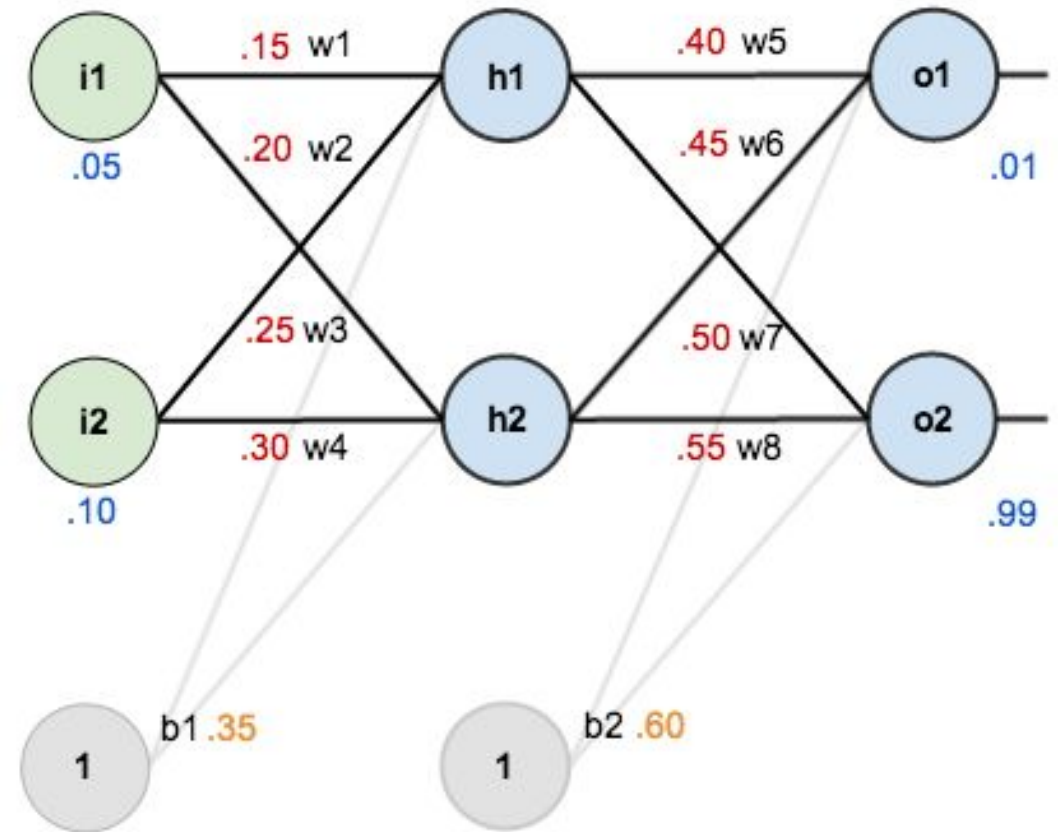 .15 w1
.40 w5
i1
h1
o1
.20 w2
.45 w6
.05
.01
.25 w3
.50 w7
i2
h2
o2
.30 w4
.55 w8
.10
.99
b1 .35
b2 .60
1
1